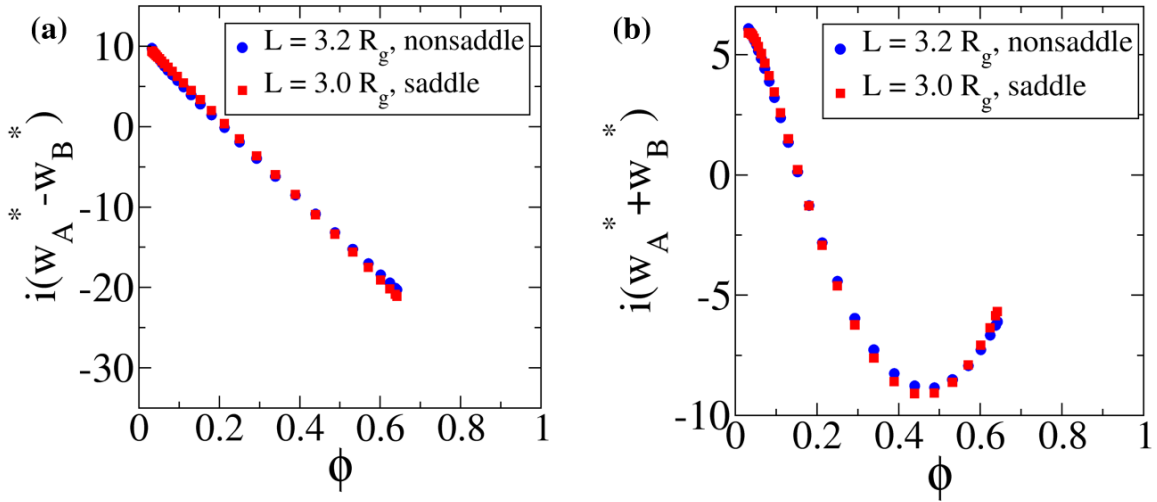 (a)
L = 3.2 R_g, nonsaddle
L = 3.0 R_g, saddle
i(w_A^* -w_B^*)
10
0
-10
-20
-30
0 0.2 0.4 0.6 0.8 1
ϕ
(b)
L = 3.2 R_g, nonsaddle
L = 3.0 R_g, saddle
i(w_A^* +w_B^*)
5
0
-5
-10
0 0.2 0.4 0.6 0.8 1
ϕ